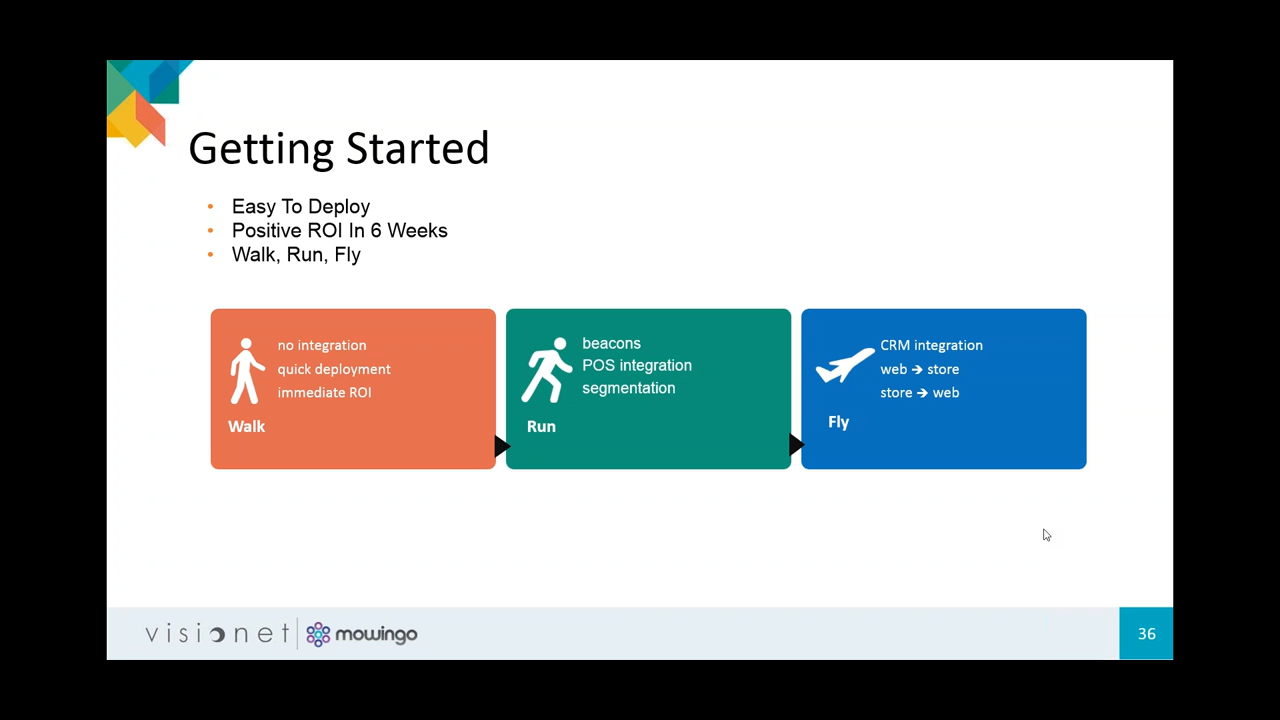 Getting Started
• Easy To Deploy
• Positive ROI In 6 Weeks
• Walk, Run, Fly
no integration
quick deployment
immediate ROI
Walk
beacons
POS integration
segmentation
Run
CRM integration
web → store
store → web
Fly
visionet | mowingo
36